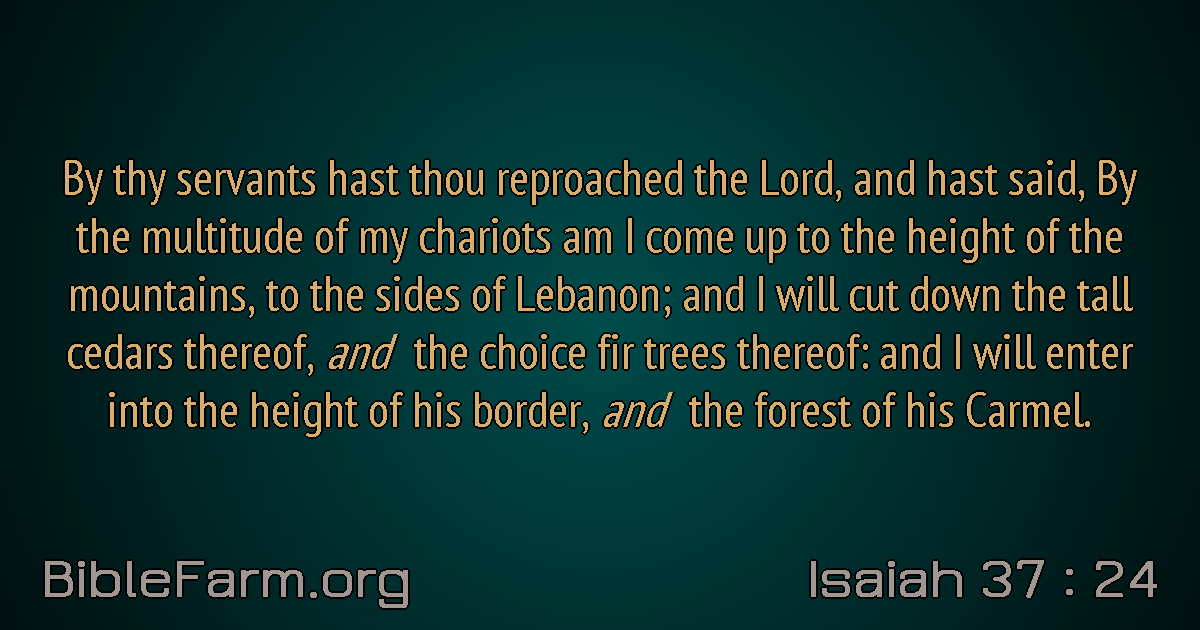 By thy servants hast thou reproached the Lord, and hast said, By
the multitude of my chariots am I come up to the height of the
mountains, to the sides of Lebanon; and I will cut down the tall
cedars thereof, and the choice fir trees thereof: and I will enter
into the height of his border, and the forest of his Carmel.
BibleFarm.org
Isaiah 37 : 24